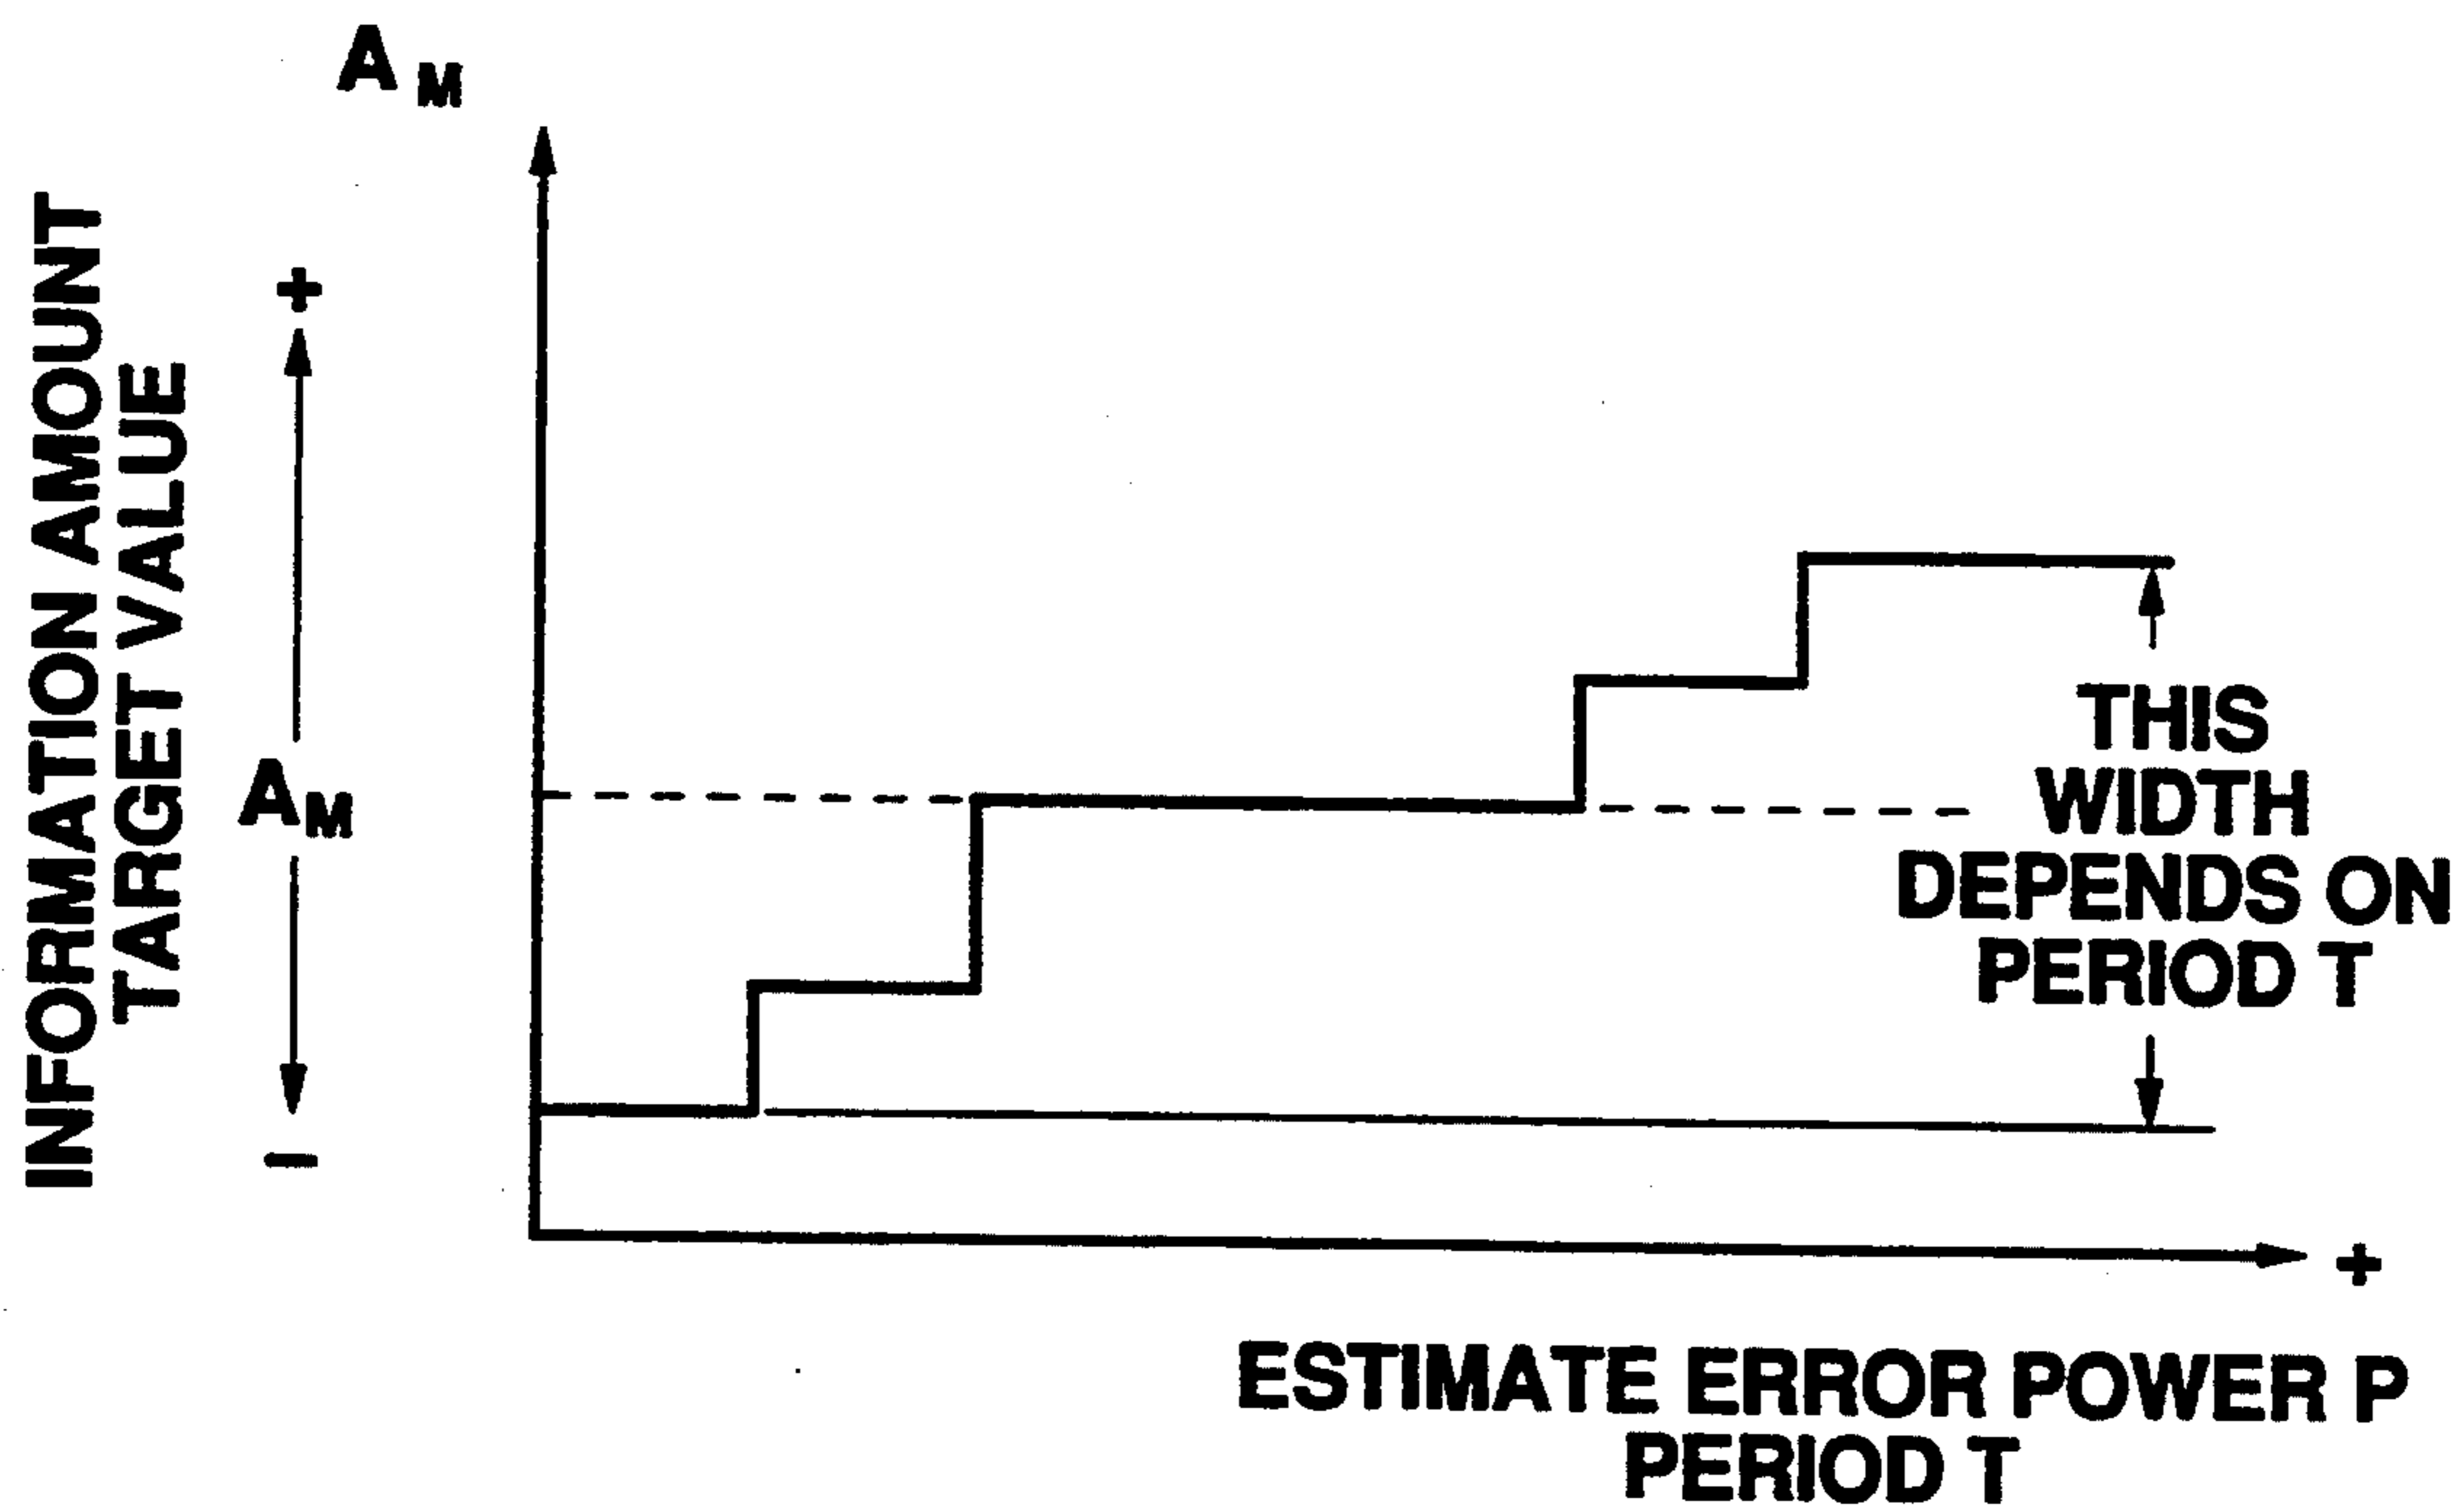 A M
INFORMATION AMOUNT
TARGET VALUE
+
AM
−
THIS
WIDTH
DEPENDS ON
PERIOD T
+
ESTIMATE ERROR POWER P
PERIOD T